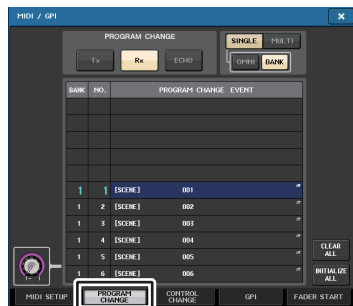 MIDI / GPI
PROGRAM CHANGE
Tx Rx ECHO
SINGLE MULTI
OMNI BANK
BANK NO. PROGRAM CHANGE EVENT
1 1 [SCENE] 001
1 2 [SCENE] 002
1 3 [SCENE] 003
1 4 [SCENE] 004
1 5 [SCENE] 005
1 6 [SCENE] 006
CLEAR ALL
INITIALIZE ALL
1- 1
MIDI SETUP PROGRAM CHANGE CONTROL CHANGE GPI FADER START